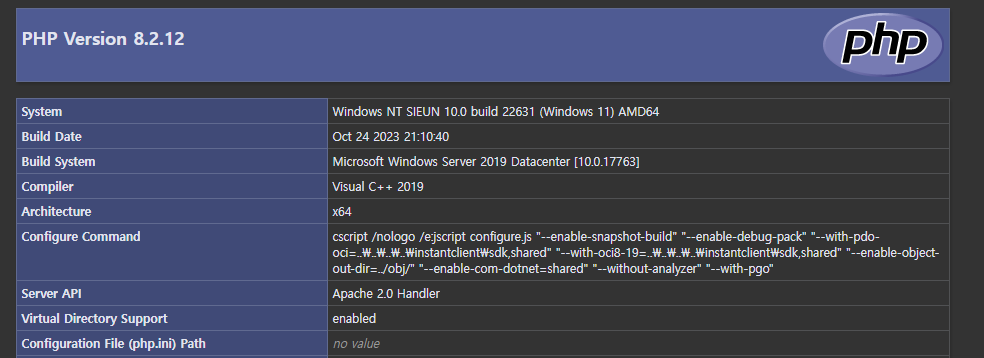 PHP Version 8.2.12
php
System Windows NT SIEUN 10.0 build 22631 (Windows 11) AMD64
Build Date Oct 24 2023 21:10:40
Build System Microsoft Windows Server 2019 Datacenter [10.0.17763]
Compiler Visual C++ 2019
Architecture x64
Configure Command cscript /nologo /e:jscript configure.js "--enable-snapshot-build" "--enable-debug-pack" "--with-pdo-
oci=..₩..₩..₩..₩instantclient₩sdk,shared" "--with-oci8-19=..₩..₩..₩..₩instantclient₩sdk,shared" "--enable-object-
out-dir=../obj/" "--enable-com-dotnet=shared" "--without-analyzer" "--with-pgo"
Server API Apache 2.0 Handler
Virtual Directory Support enabled
Configuration File (php.ini) Path no value